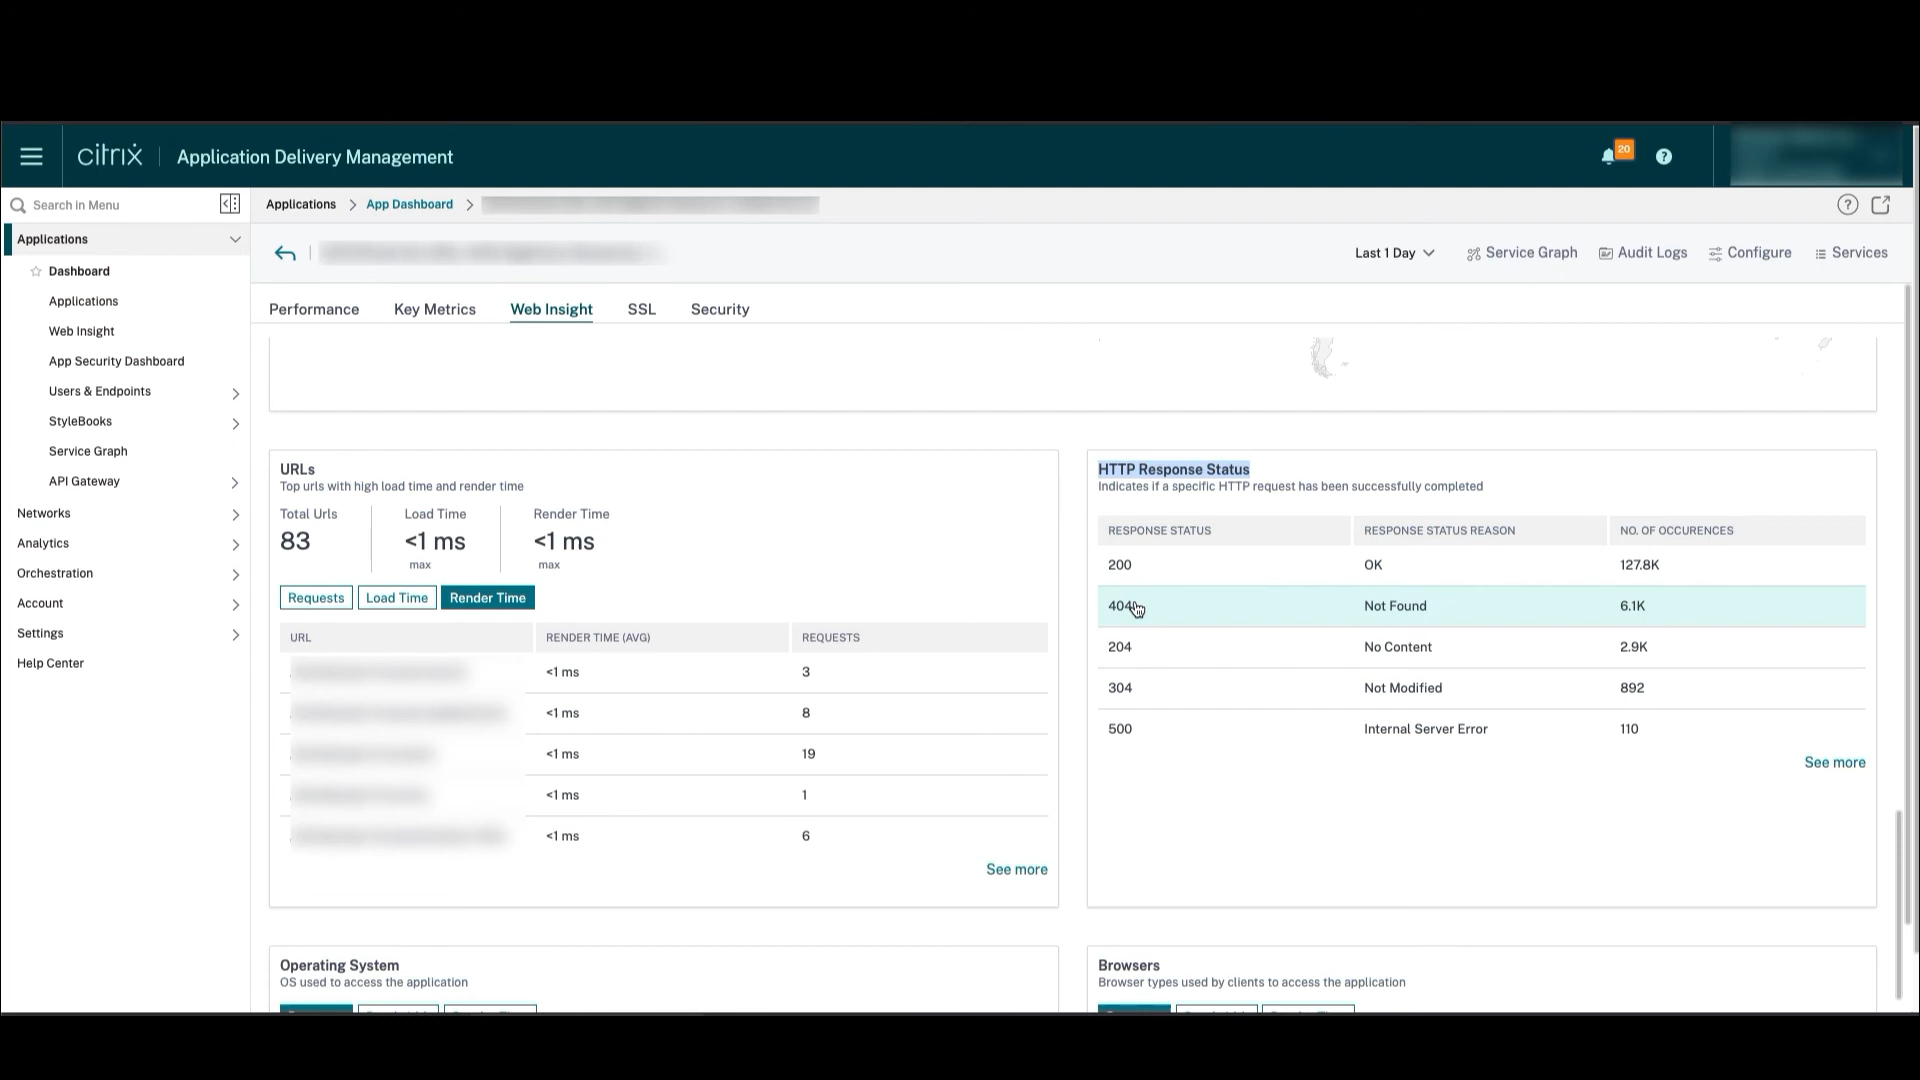 citrix
Application Delivery Management
20
?
Search in Menu
Applications > App Dashboard >
?
Applications
Dashboard
Applications
Web Insight
App Security Dashboard
Users & Endpoints
StyleBooks
Service Graph
API Gateway
Networks
Analytics
Orchestration
Account
Settings
Help Center
Last 1 Day
Service Graph
Audit Logs
Configure
Services
Performance
Key Metrics
Web Insight
SSL
Security
URLs
Top urls with high load time and render time
Total Urls Load Time Render Time
83 <1 ms <1 ms
max max
Requests Load Time Render Time
URL RENDER TIME (AVG) REQUESTS
<1 ms 3
<1 ms 8
<1 ms 19
<1 ms 1
<1 ms 6
See more
HTTP Response Status
Indicates if a specific HTTP request has been successfully completed
RESPONSE STATUS RESPONSE STATUS REASON NO. OF OCCURENCES
200 OK 127.8K
404 Not Found 6.1K
204 No Content 2.9K
304 Not Modified 892
500 Internal Server Error 110
See more
Operating System
OS used to access the application
Browsers
Browser types used by clients to access the application